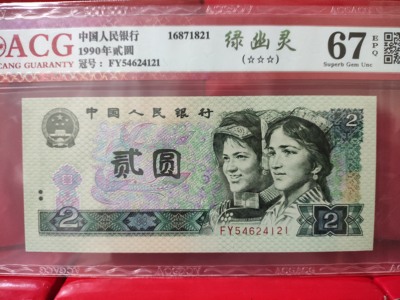 ACG
CANG GUARANTY
中国人民银行
1990年贰圆
冠号：FY54624121
16871821
绿幽灵
(☆☆☆)
67 EPQ
Superb Gem Unc
中国人民银行
2
贰圆
FY54624121
2
2